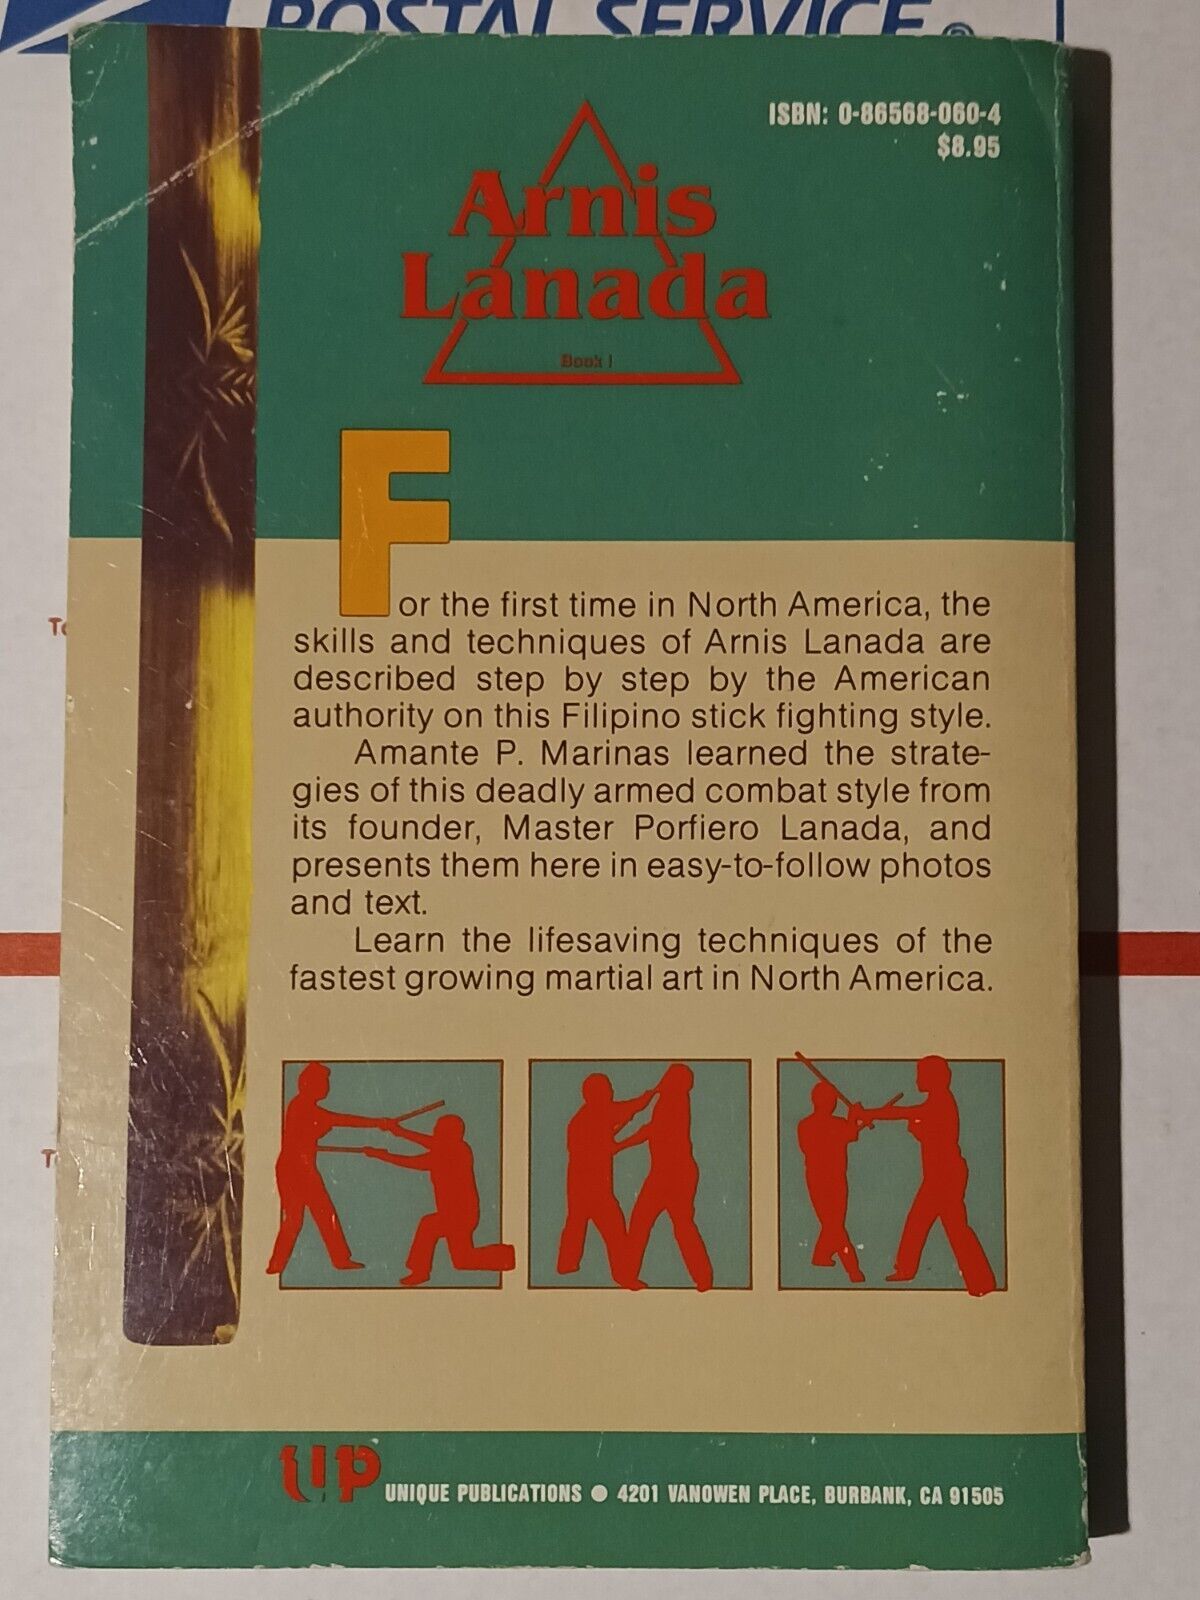 POSTAL SERVICE®
ISBN: 0-86568-060-4
$8.95
Arnis
Lanada
Book I
For the first time in North America, the
skills and techniques of Arnis Lanada are
described step by step by the American
authority on this Filipino stick fighting style.
Amante P. Marinas learned the strate-
gies of this deadly armed combat style from
its founder, Master Porfiero Lanada, and
presents them here in easy-to-follow photos
and text.
Learn the lifesaving techniques of the
fastest growing martial art in North America.
UP UNIQUE PUBLICATIONS ● 4201 VANOWEN PLACE, BURBANK, CA 91505